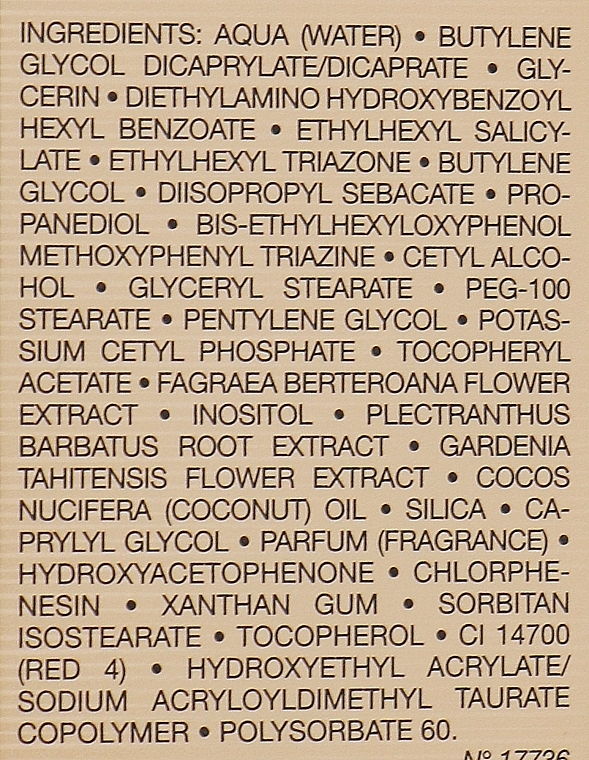 INGREDIENTS: AQUA (WATER) • BUTYLENE
GLYCOL DICAPRYLATE/DICAPRATE • GLY-
CERIN • DIETHYLAMINO HYDROXYBENZOYL
HEXYL BENZOATE • ETHYLHEXYL SALICY-
LATE • ETHYLHEXYL TRIAZONE • BUTYLENE
GLYCOL • DIISOPROPYL SEBACATE • PRO-
PANEDIOL • BIS-ETHYLHEXYLOXYPHENOL
METHOXYPHENYL TRIAZINE • CETYL ALCO-
HOL • GLYCERYL STEARATE • PEG-100
STEARATE • PENTYLENE GLYCOL • POTAS-
SIUM CETYL PHOSPHATE • TOCOPHERYL
ACETATE • FAGRAEA BERTEROANA FLOWER
EXTRACT • INOSITOL • PLECTRANTHUS
BARBATUS ROOT EXTRACT • GARDENIA
TAHITENSIS FLOWER EXTRACT • COCOS
NUCIFERA (COCONUT) OIL • SILICA • CA-
PRYLYL GLYCOL • PARFUM (FRAGRANCE) •
HYDROXYACETOPHENONE • CHLORPHE-
NESIN • XANTHAN GUM • SORBITAN
ISOSTEARATE • TOCOPHEROL • CI 14700
(RED 4) • HYDROXYETHYL ACRYLATE/
SODIUM ACRYLOYLDIMETHYL TAURATE
COPOLYMER • POLYSORBATE 60.
N° 17736